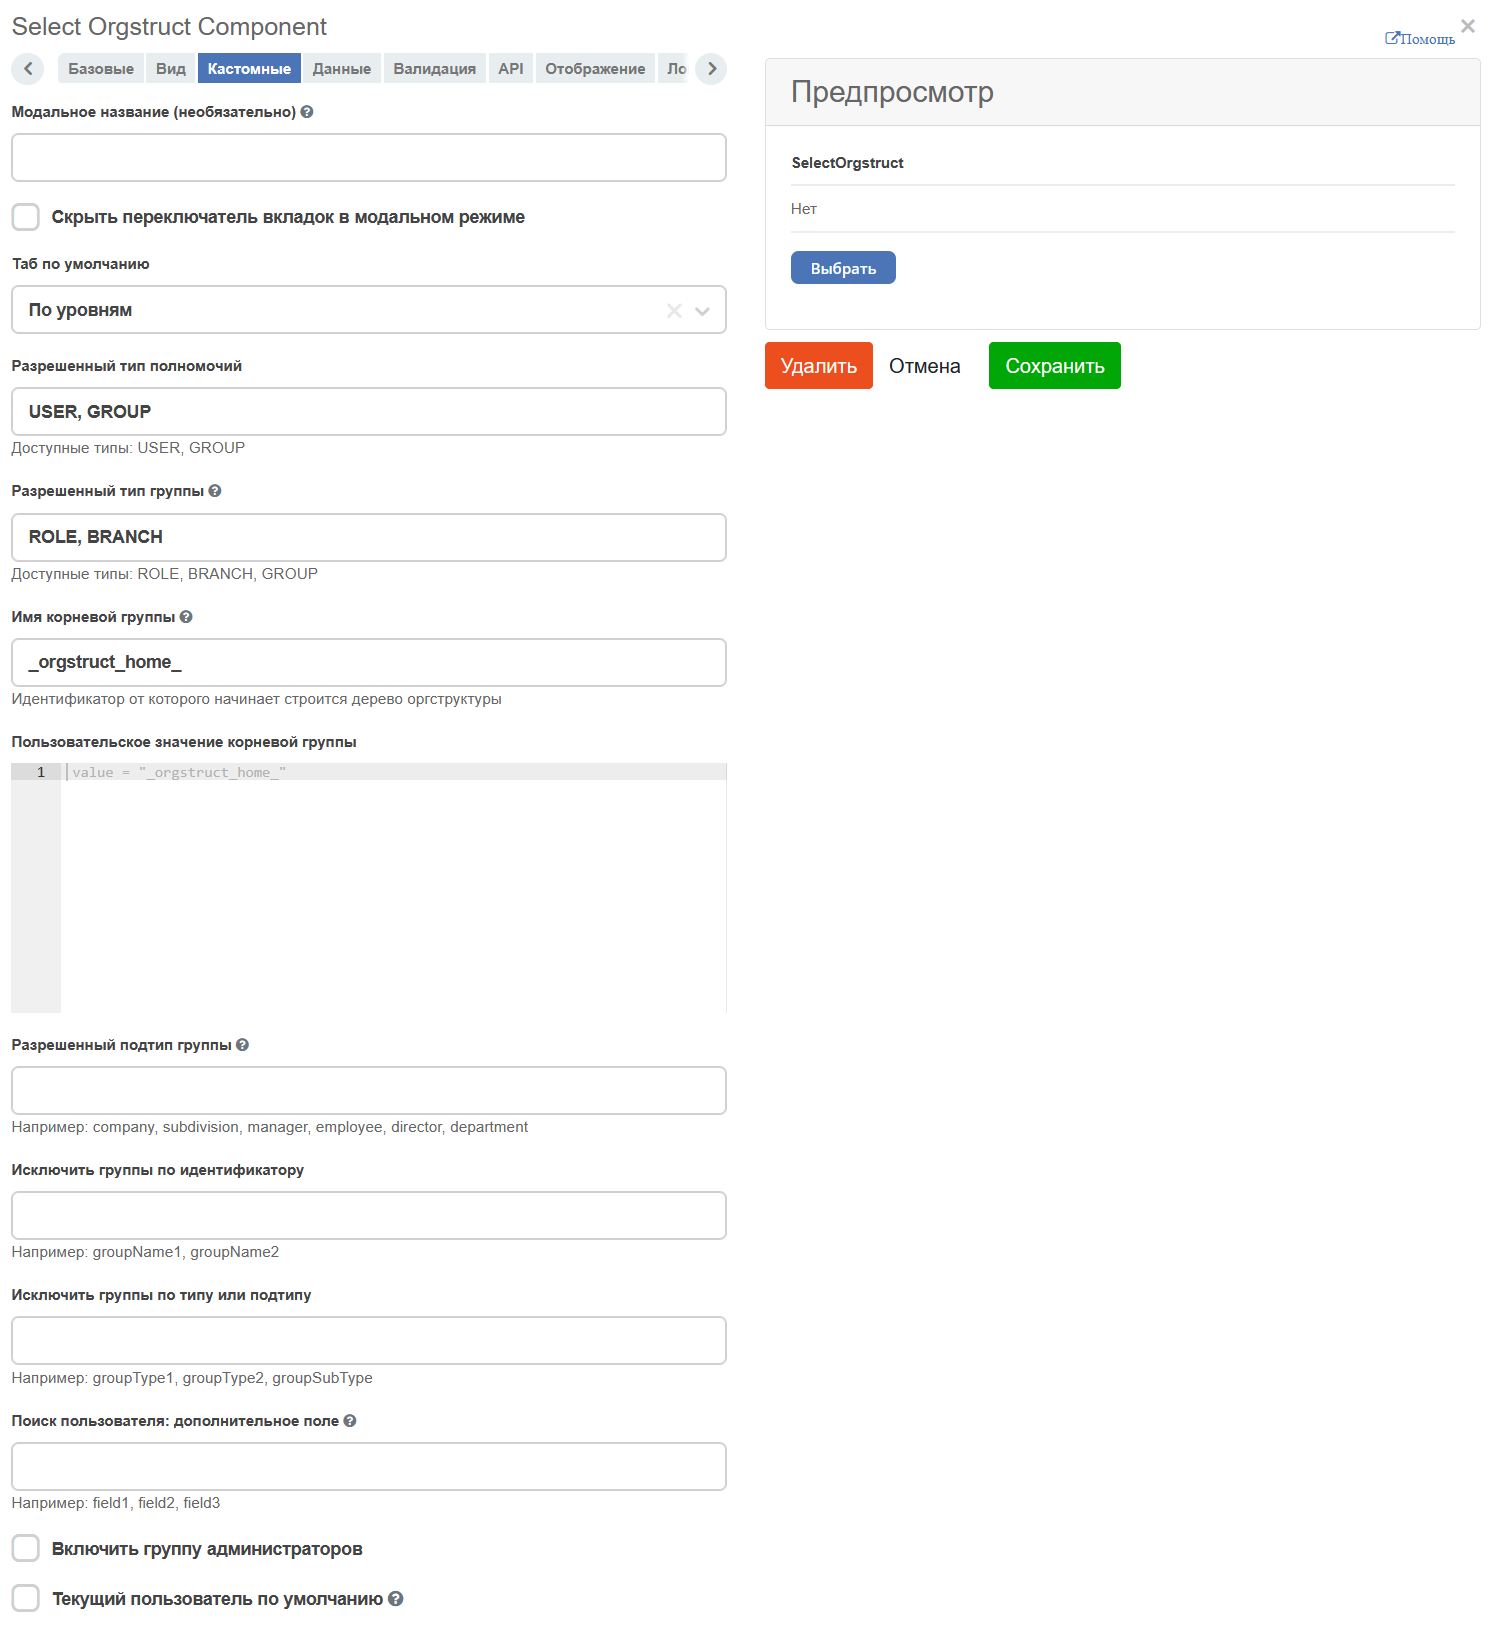 Select Orgstruct Component
Помощь
Базовые Вид Кастомные Данные Валидация API Отображение Ло
Модальное название (необязательно)
Скрыть переключатель вкладок в модальном режиме
Таб по умолчанию
По уровням
Разрешенный тип полномочий
USER, GROUP
Доступные типы: USER, GROUP
Разрешенный тип группы
ROLE, BRANCH
Доступные типы: ROLE, BRANCH, GROUP
Имя корневой группы
_orgstruct_home_
Идентификатор от которого начинает строится дерево оргструктуры
Пользовательское значение корневой группы
1 value = "_orgstruct_home_"
Разрешенный подтип группы
Например: company, subdivision, manager, employee, director, department
Исключить группы по идентификатору
Например: groupName1, groupName2
Исключить группы по типу или подтипу
Например: groupType1, groupType2, groupSubType
Поиск пользователя: дополнительное поле
Например: field1, field2, field3
Включить группу администраторов
Текущий пользователь по умолчанию
Предпросмотр
SelectOrgstruct
Нет
Выбрать
Удалить Отмена Сохранить